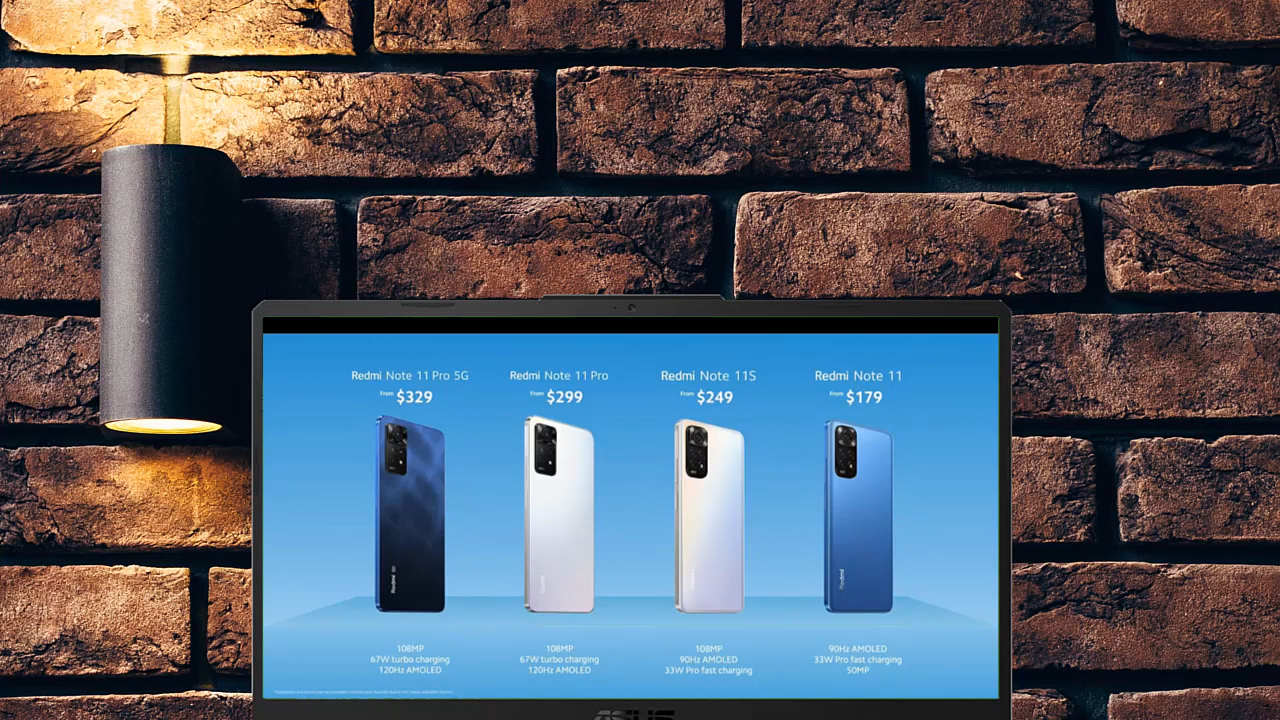 Redmi Note 11 Pro 5G
From $329
Redmi Note 11 Pro
From $299
Redmi Note 11S
From $249
Redmi Note 11
From $179
Redmi
108MP
67W turbo charging
120Hz AMOLED
108MP
67W turbo charging
120Hz AMOLED
108MP
90Hz AMOLED
33W Pro fast charging
90Hz AMOLED
33W Pro fast charging
50MP
ASUS